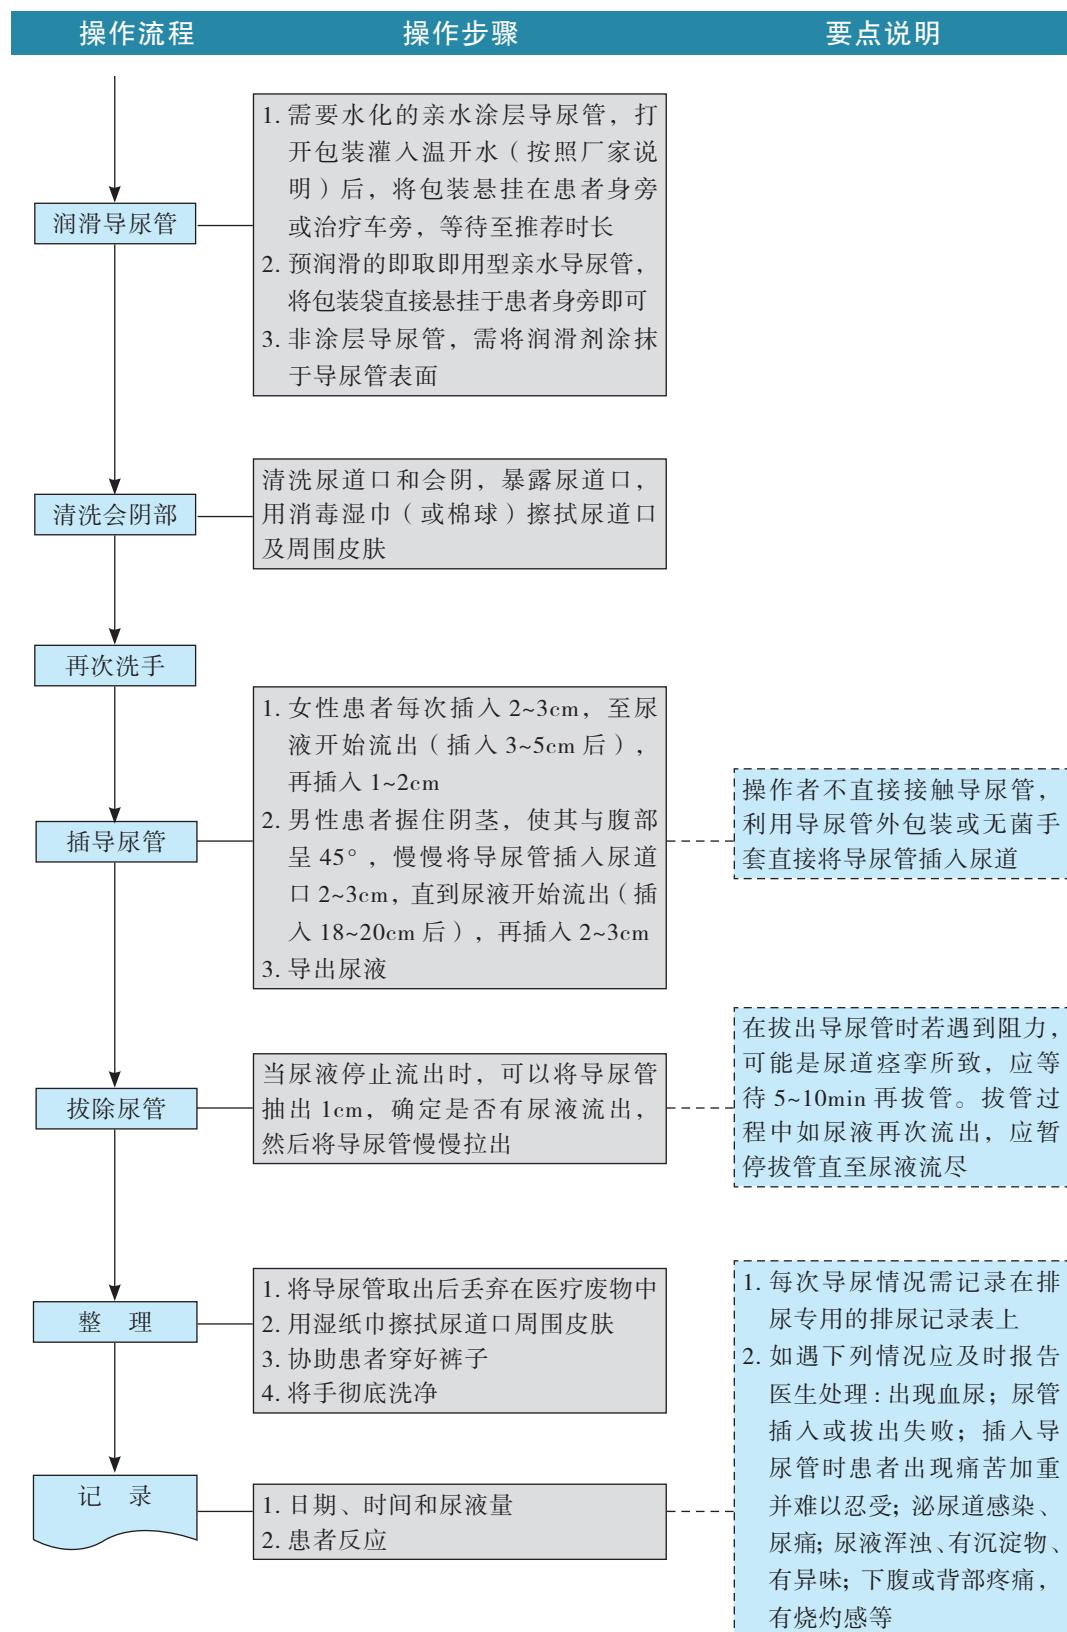 操作流程 操作步骤 要点说明
润滑导尿管
1. 需要水化的亲水涂层导尿管，打
开包装灌入温开水（按照厂家说
明）后，将包装悬挂在患者身旁
或治疗车旁，等待至推荐时长
2. 预润滑的即取即用型亲水导尿管，
将包装袋直接悬挂于患者身旁即可
3. 非涂层导尿管，需将润滑剂涂抹
于导尿管表面
清洗会阴部
清洗尿道口和会阴，暴露尿道口，
用消毒湿巾（或棉球）擦拭尿道口
及周围皮肤
再次洗手
插导尿管
1. 女性患者每次插入 2~3cm，至尿
液开始流出（插入 3~5cm 后），
再插入 1~2cm
2. 男性患者握住阴茎，使其与腹部
呈 45°，慢慢将导尿管插入尿道
口 2~3cm，直到尿液开始流出（插
入 18~20cm 后），再插入 2~3cm
3. 导出尿液
操作者不直接接触导尿管，
利用导尿管外包装或无菌手
套直接将导尿管插入尿道
拔除尿管
当尿液停止流出时，可以将导尿管
抽出 1cm，确定是否有尿液流出，
然后将导尿管慢慢拉出
在拔出导尿管时若遇到阻力，
可能是尿道痉挛所致，应等
待 5~10min 再拔管。拔管过
程中如尿液再次流出，应暂
停拔管直至尿液流尽
整 理
1. 将导尿管取出后丢弃在医疗废物中
2. 用湿纸巾擦拭尿道口周围皮肤
3. 协助患者穿好裤子
4. 将手彻底洗净
记 录
1. 日期、时间和尿液量
2. 患者反应
1. 每次导尿情况需记录在排
尿专用的排尿记录表上
2. 如遇下列情况应及时报告
医生处理：出现血尿；尿管
插入或拔出失败；插入导
尿管时患者出现痛苦加重
并难以忍受；泌尿道感染、
尿痛；尿液浑浊、有沉淀物、
有异味；下腹或背部疼痛，
有烧灼感等